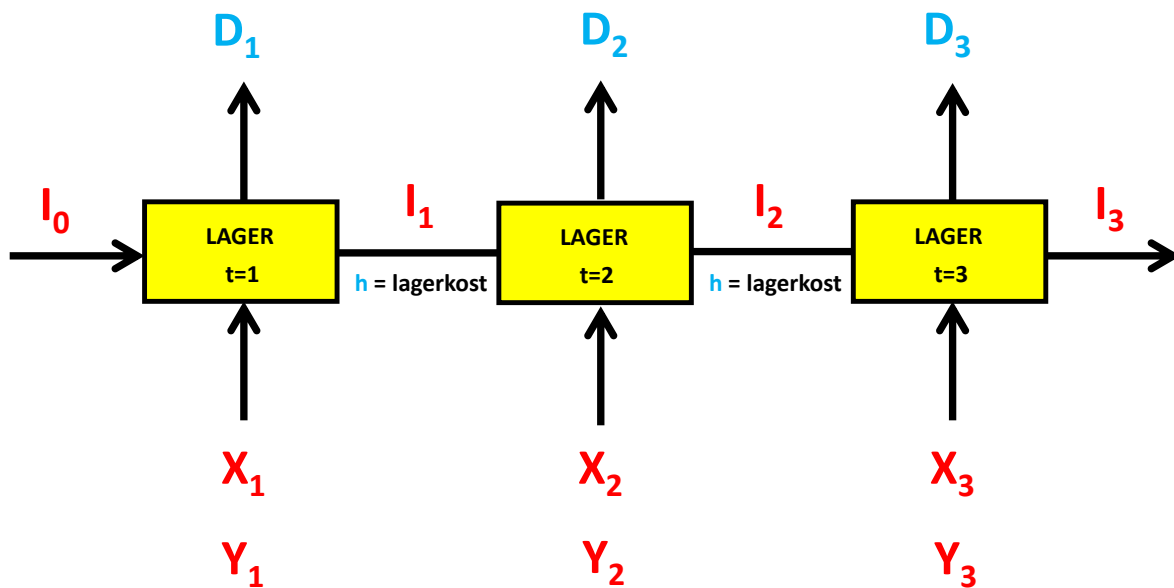 D₁ D₂ D₃
I₀ I₁ I₂ I₃
LAGER
t=1
LAGER
t=2
LAGER
t=3
h = lagerkost h = lagerkost
X₁ X₂ X₃
Y₁ Y₂ Y₃